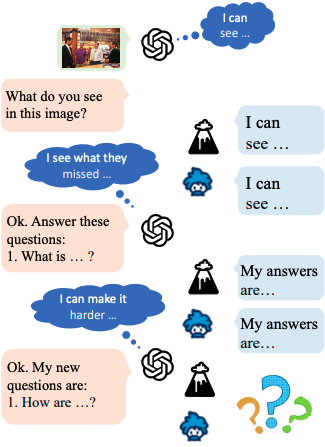 I can
see ...
What do you see
in this image?
I can
see …
I see what they
missed ...
I can
see …
Ok. Answer these
questions:
1. What is … ?
My answers
are…
I can make it
harder ...
My answers
are…
Ok. My new
questions are:
1. How are …?
???